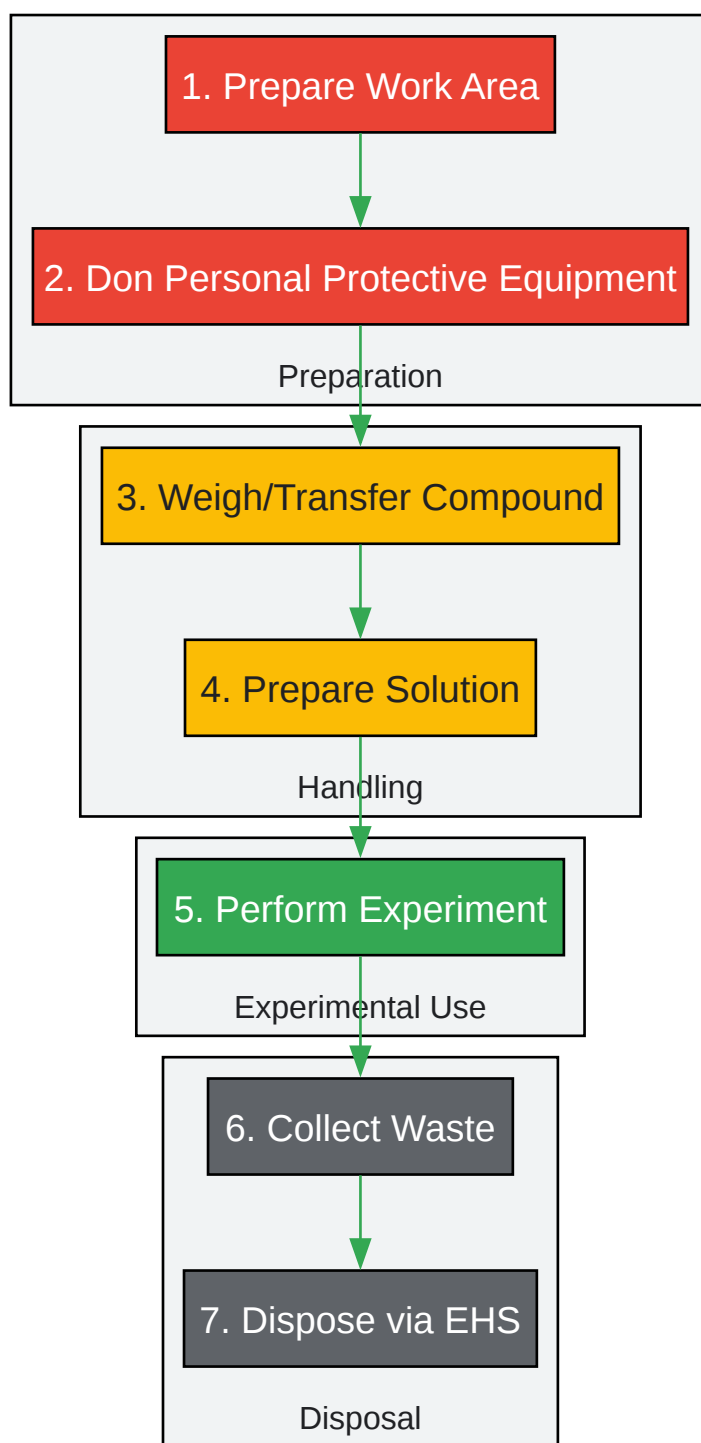 1. Prepare Work Area
2. Don Personal Protective Equipment
Preparation
3. Weigh/Transfer Compound
4. Prepare Solution
Handling
5. Perform Experiment
Experimental Use
6. Collect Waste
7. Dispose via EHS
Disposal